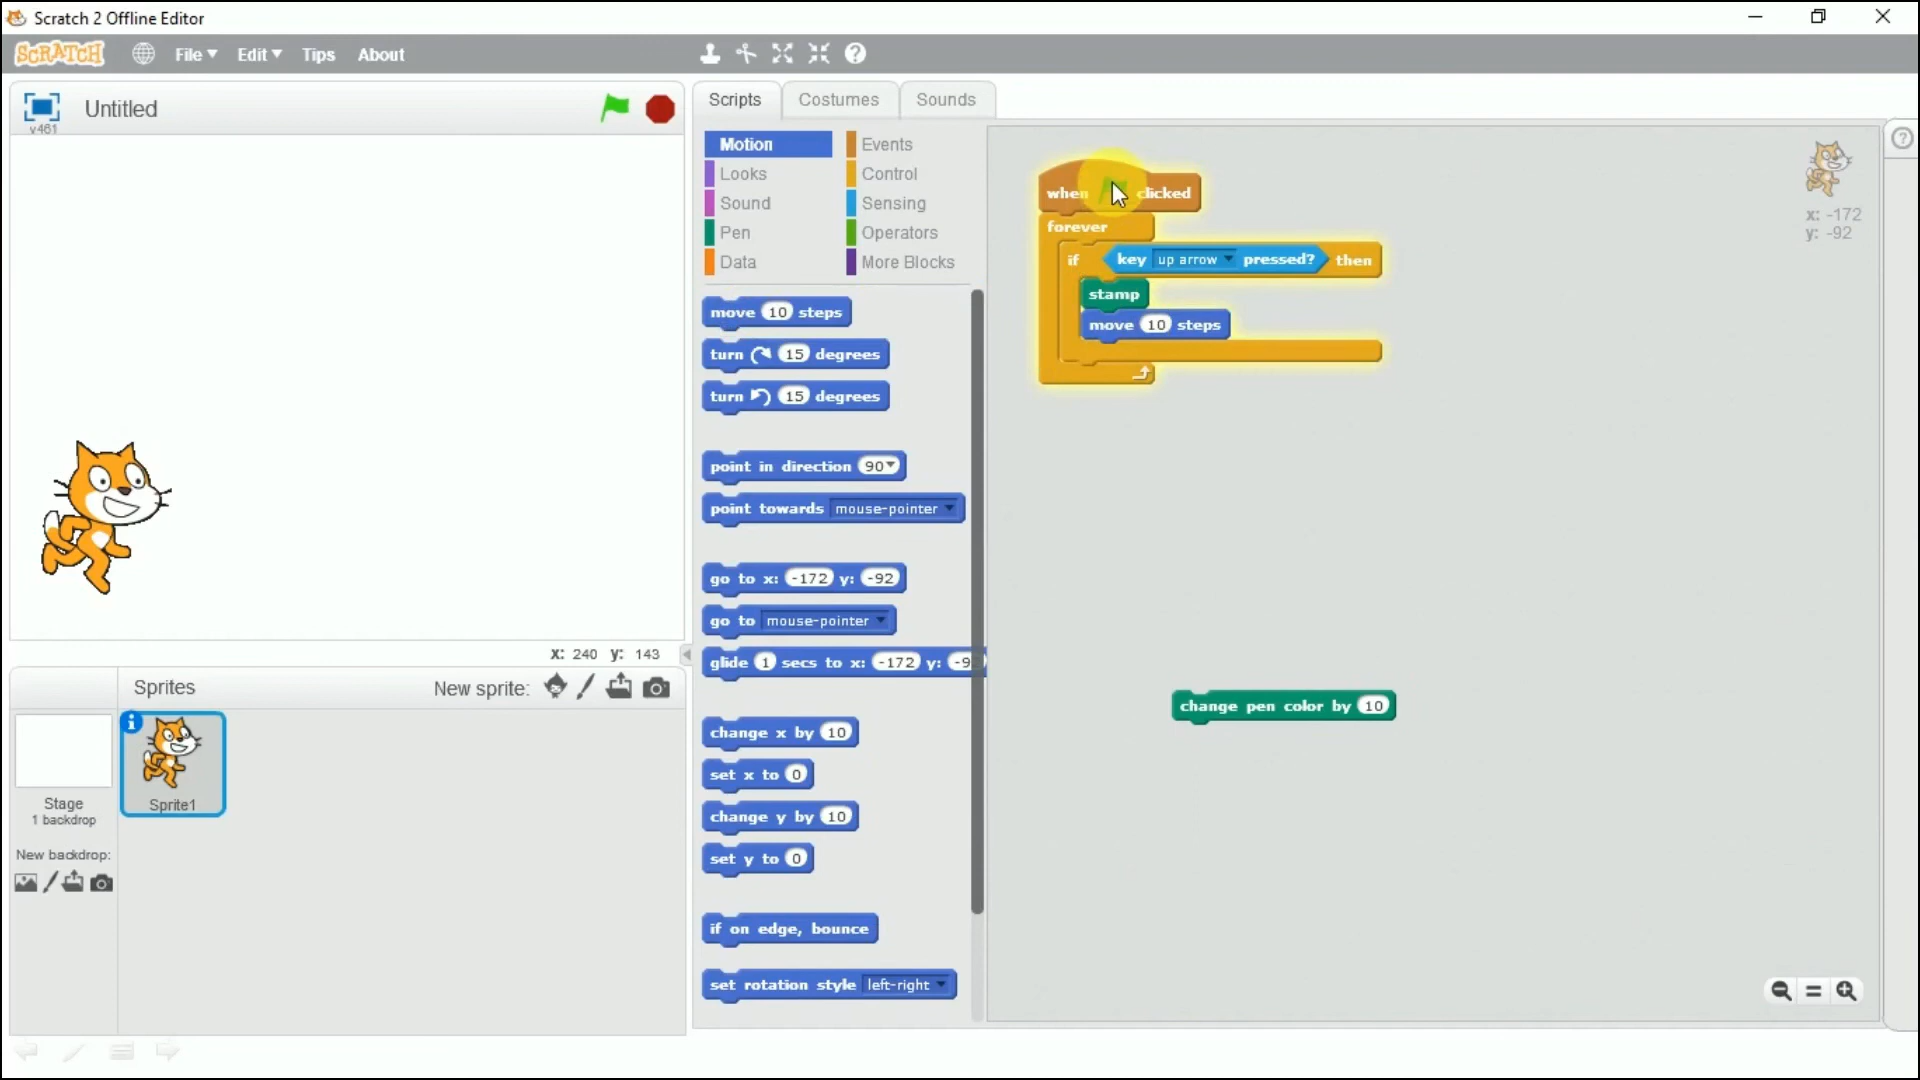 Scratch 2 Offline Editor
SCRATCH File Edit Tips About
v461
Untitled
Scripts Costumes Sounds
Motion Events
Looks Control
Sound Sensing
Pen Operators
Data More Blocks
move 10 steps
turn 15 degrees
turn 15 degrees
point in direction 90
point towards mouse-pointer
go to x: -172 y: -92
go to mouse-pointer
glide 1 secs to x: -172 y: -92
change x by 10
set x to 0
change y by 10
set y to 0
if on edge, bounce
set rotation style left-right
when clicked
forever
if key up arrow pressed? then
stamp
move 10 steps
change pen color by 10
x: -172
y: -92
x: 240 y: 143
Sprites New sprite:
Stage
1 backdrop
New backdrop:
Sprite1